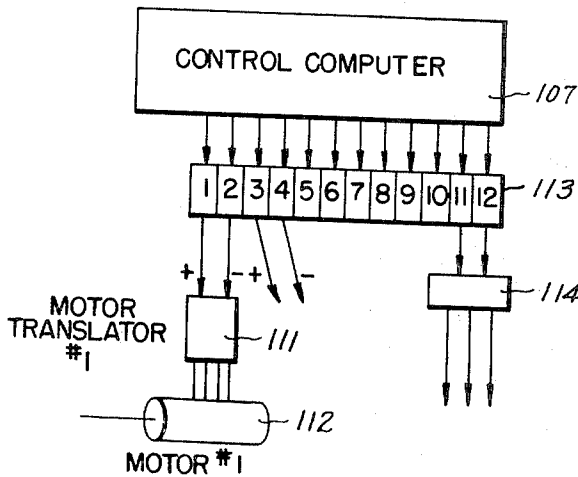 CONTROL COMPUTER
107
1 2 3 4 5 6 7 8 9 10 11 12
113
+ - + -
114
MOTOR
TRANSLATOR
#1
111
112
MOTOR #1